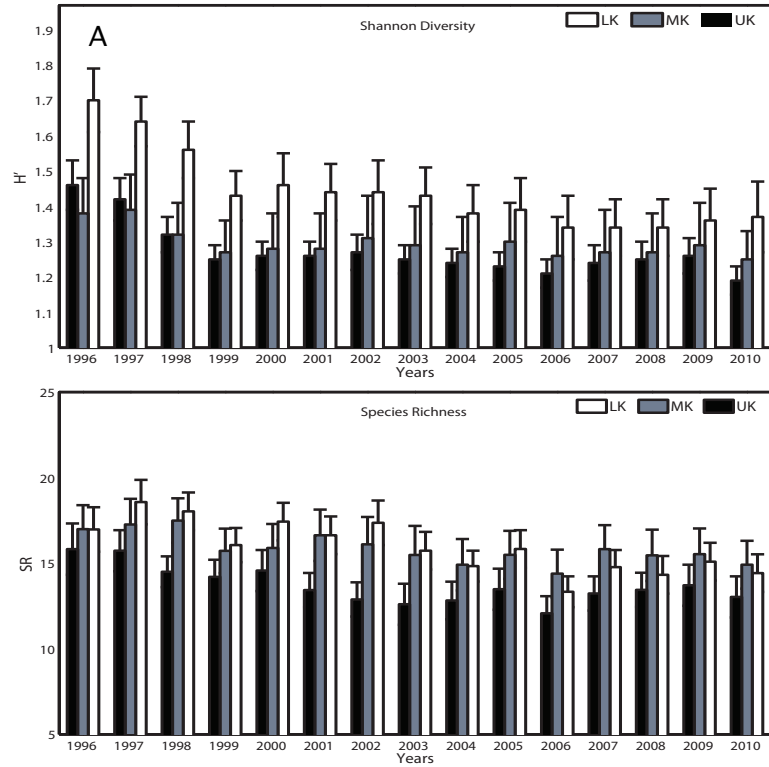 A
Shannon Diversity
LK MK UK
1.9
1.8
1.7
1.6
1.5
H'
1.4
1.3
1.2
1.1
1
1996 1997 1998 1999 2000 2001 2002 2003 2004 2005 2006 2007 2008 2009 2010
Years
25
Species Richness
LK MK UK
20
15
SR
10
5
1996 1997 1998 1999 2000 2001 2002 2003 2004 2005 2006 2007 2008 2009 2010
Years